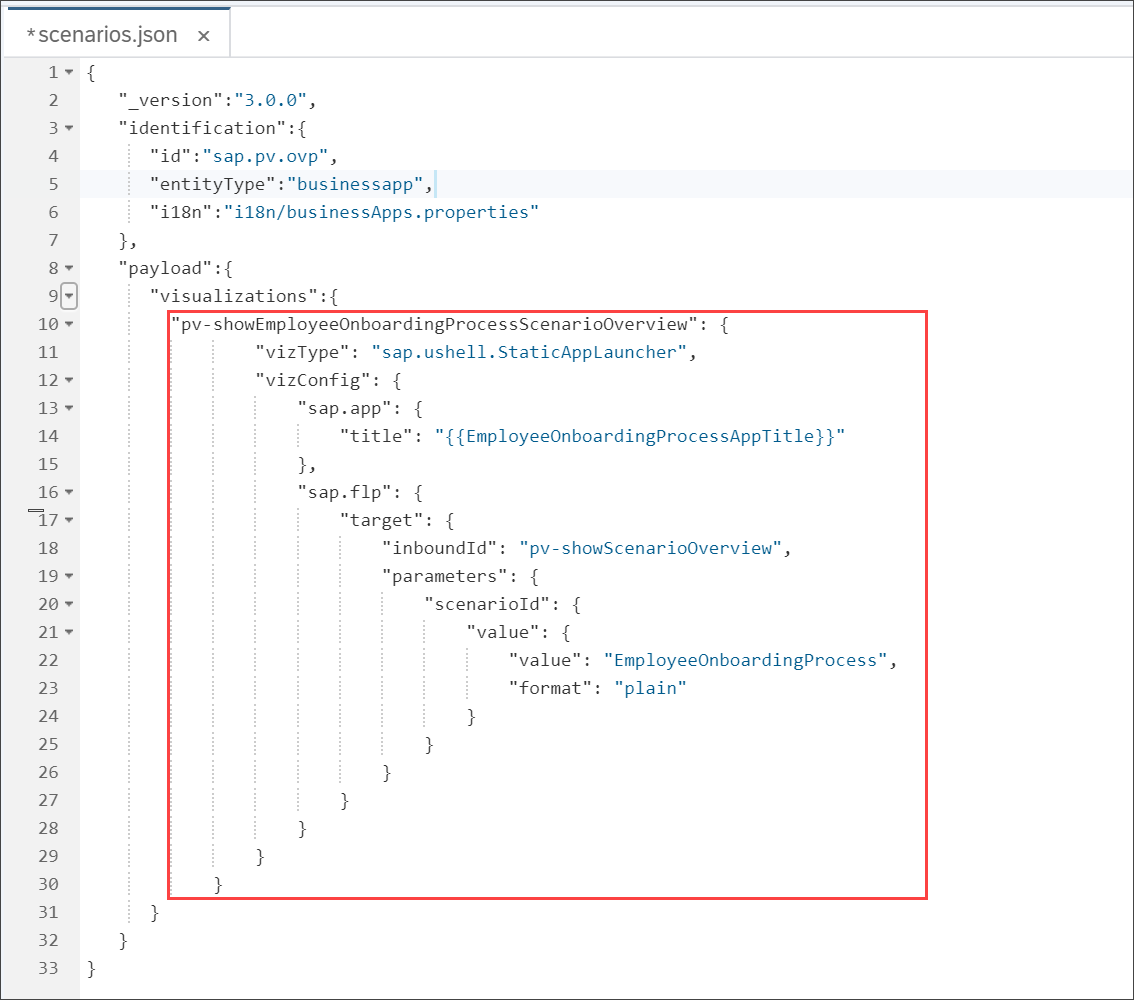 *scenarios.json ×
1 {
2 "_version":"3.0.0",
3 "identification":{
4 "id":"sap.pv.ovp",
5 "entityType":"businessapp",
6 "i18n":"i18n/businessApps.properties"
7 },
8 "payload":{
9 "visualizations":{
10 "pv-showEmployeeOnboardingProcessScenarioOverview": {
11 "vizType": "sap.ushell.StaticAppLauncher",
12 "vizConfig": {
13 "sap.app": {
14 "title": "{{EmployeeOnboardingProcessAppTitle}}"
15 },
16 "sap.flp": {
17 "target": {
18 "inboundId": "pv-showScenarioOverview",
19 "parameters": {
20 "scenarioId": {
21 "value": {
22 "value": "EmployeeOnboardingProcess",
23 "format": "plain"
24 }
25 }
26 }
27 }
28 }
29 }
30 }
31 }
32 }
33 }